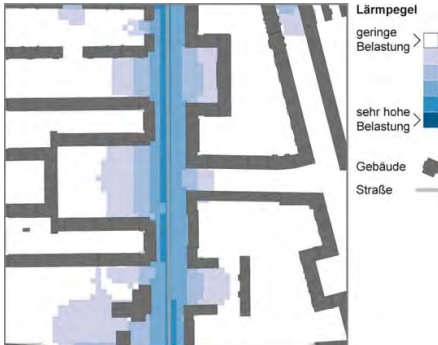 Lärmpegel
geringe
Belastung
sehr hohe
Belastung
Gebäude
Straße